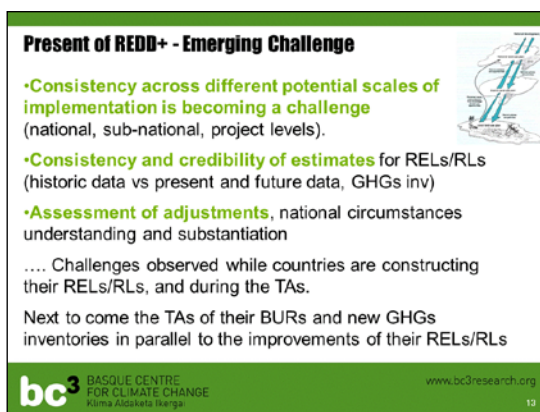 Present of REDD+ - Emerging Challenge
•Consistency across different potential scales of
implementation is becoming a challenge
(national, sub-national, project levels).
•Consistency and credibility of estimates for RELs/RLs
(historic data vs present and future data, GHGs inv)
•Assessment of adjustments, national circumstances
understanding and substantiation
.... Challenges observed while countries are constructing
their RELs/RLs, and during the TAs.
Next to come the TAs of their BURs and new GHGs
inventories in parallel to the improvements of their RELs/RLs
bc3 BASQUE CENTRE
FOR CLIMATE CHANGE
Klima Aldaketa Ikergai
www.bc3research.org
13